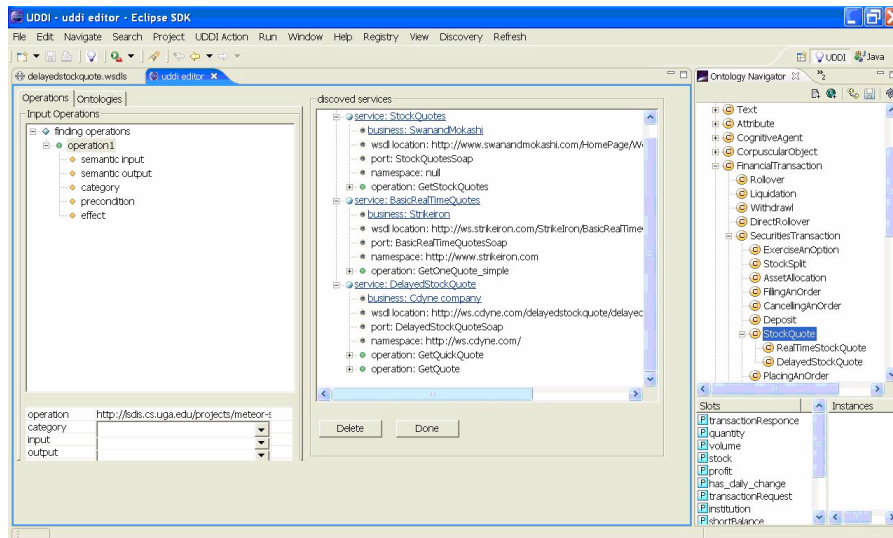 UDDI - uddi editor - Eclipse SDK
File Edit Navigate Search Project UDDI Action Run Window Help Registry View Discovery Refresh
UDDI Java
delayedstockquote.wsdls uddi editor
Operations Ontologies
Input Operations
finding operations
operation1
semantic input
semantic output
category
precondition
effect
operation http://lsdis.cs.uga.edu/projects/meteor-s
category
input
output
discoved services
service: StockQuotes
business: SwanandMokashi
wsdl location: http://www.swanandmokashi.com/HomePage/W
port: StockQuotesSoap
namespace: null
operation: GetStockQuotes
service: BasicRealTimeQuotes
business: Strikeiron
wsdl location: http://ws.strikeiron.com/StrikeIron/BasicRealTime
port: BasicRealTimeQuotesSoap
namespace: http://www.strikeiron.com
operation: GetOneQuote_simple
service: DelayedStockQuote
business: Cdyne company
wsdl location: http://ws.cdyne.com/delayedstockquote/delayec
port: DelayedStockQuoteSoap
namespace: http://ws.cdyne.com/
operation: GetQuickQuote
operation: GetQuote
Delete Done
Ontology Navigator 2
Text
Attribute
CognitiveAgent
CorpuscularObject
FinancialTransaction
Rollover
Liquidation
Withdrawl
DirectRollover
SecuritiesTransaction
ExerciseAnOption
StockSplit
AssetAllocation
FillingAnOrder
CancellingAnOrder
Deposit
StockQuote
RealTimeStockQuote
DelayedStockQuote
PlacingAnOrder
Slots Instances
transactionResponce
quantity
volume
stock
profit
has_daily_change
transactionRequest
institution
shortBalance